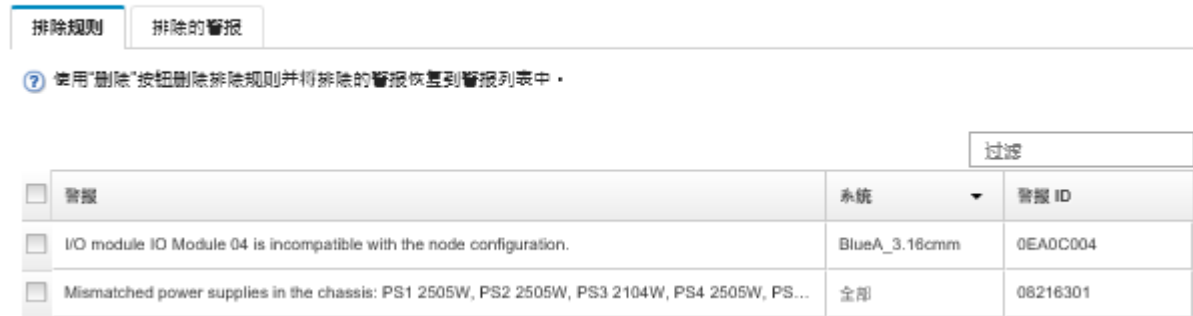 排除规则 排除的警报
使用“删除”按钮删除排除规则并将排除的警报恢复到警报列表中。
过滤
警报 系统 警报 ID
I/O module IO Module 04 is incompatible with the node configuration. BlueA_3.16cmm 0EA0C004
Mismatched power supplies in the chassis: PS1 2505W, PS2 2505W, PS3 2104W, PS4 2505W, PS... 全部 08216301